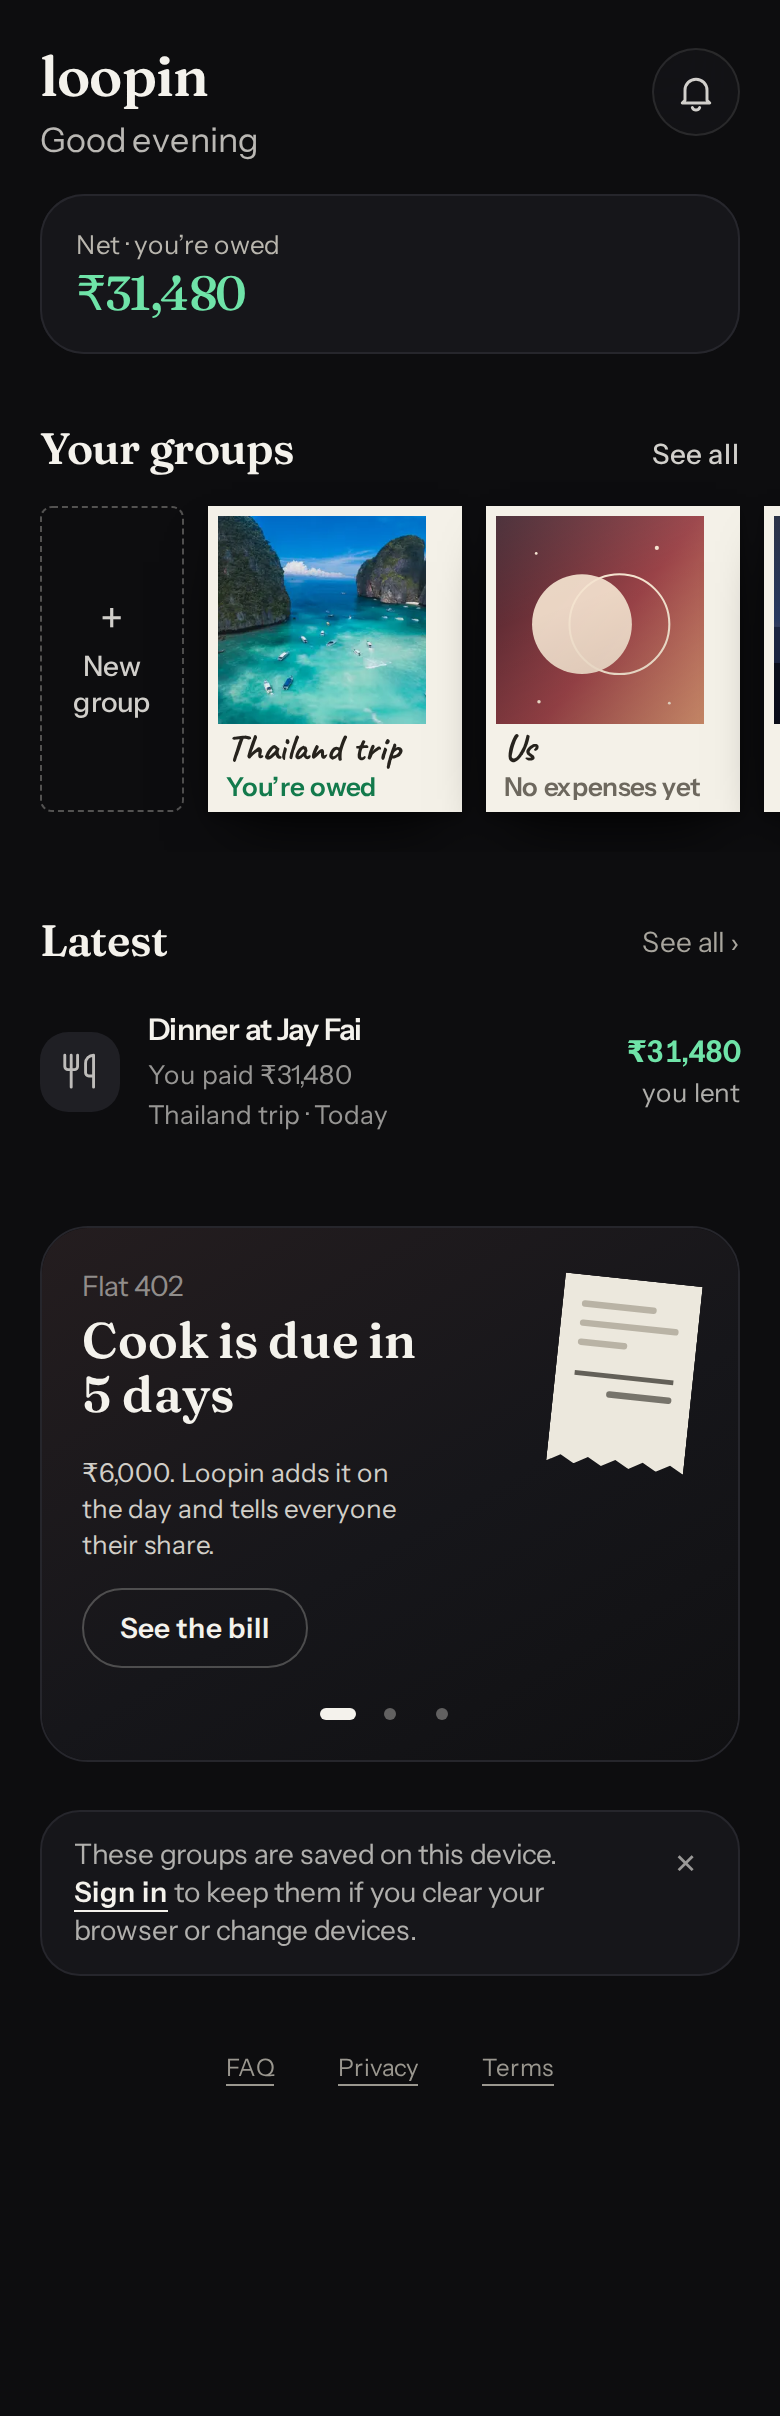 loopin
Good evening
Net · you’re owed
₹31,480
Your groups
See all
+
New
group
Thailand trip
You’re owed
Us
No expenses yet
Latest
See all ›
Dinner at Jay Fai
You paid ₹31,480
Thailand trip · Today
₹31,480
you lent
Flat 402
Cook is due in
5 days
₹6,000. Loopin adds it on
the day and tells everyone
their share.
See the bill
These groups are saved on this device.
Sign in to keep them if you clear your
browser or change devices.
×
FAQ
Privacy
Terms